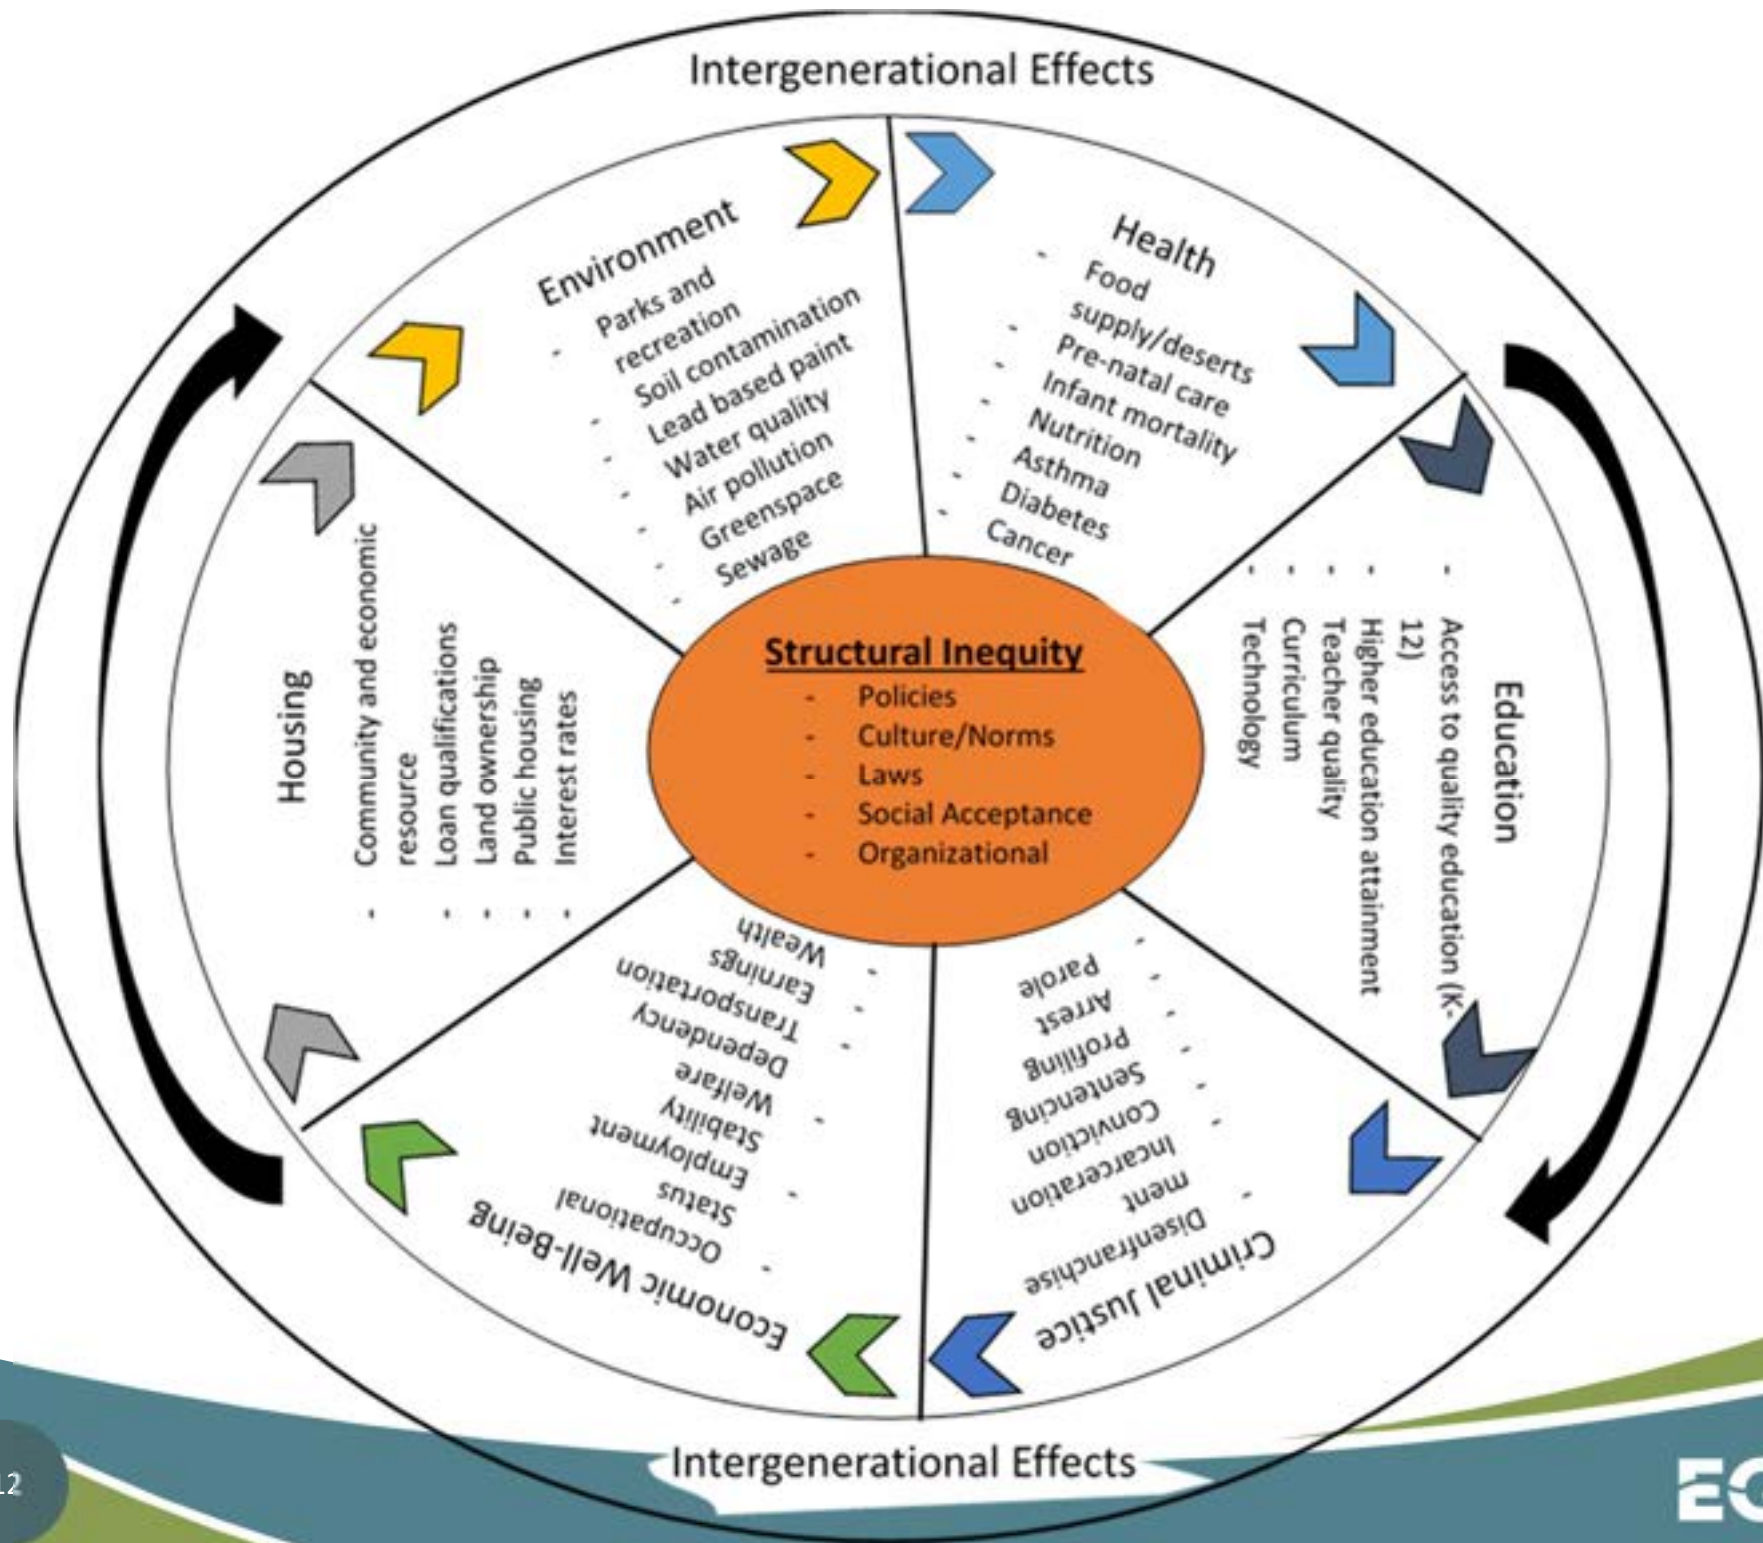 Intergenerational Effects
Environment
- Parks and
recreation
- Soil contamination
- Lead based paint
- Water quality
- Air pollution
- Greenspace
- Sewage
Health
- Food
supply/deserts
- Pre-natal care
- Infant mortality
- Nutrition
- Asthma
- Diabetes
- Cancer
Education
- Access to quality education (K-
12)
- Higher education attainment
- Teacher quality
- Curriculum
- Technology
Criminal Justice
- Disenfranchise
ment
- Incarceration
- Conviction
- Sentencing
- Profiling
- Arrest
- Parole
Economic Well-Being
- Occupational
Status
- Employment
Stability
- Welfare
Dependency
- Transportation
- Earnings
- Wealth
Housing
- Community and economic
resource
- Loan qualifications
- Land ownership
- Public housing
- Interest rates
Structural Inequity
- Policies
- Culture/Norms
- Laws
- Social Acceptance
- Organizational
Intergenerational Effects
12